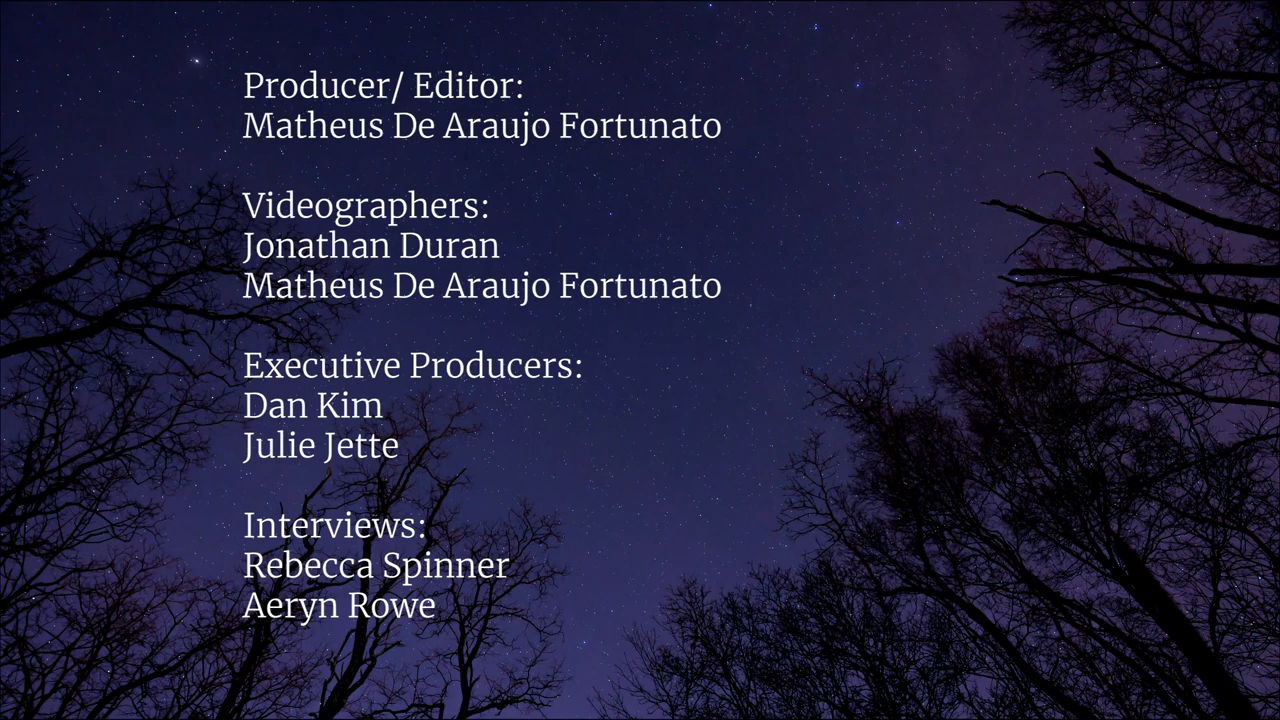 Producer/ Editor:
Matheus De Araujo Fortunato
Videographers:
Jonathan Duran
Matheus De Araujo Fortunato
Executive Producers:
Dan Kim
Julie Jette
Interviews:
Rebecca Spinner
Aeryn Rowe